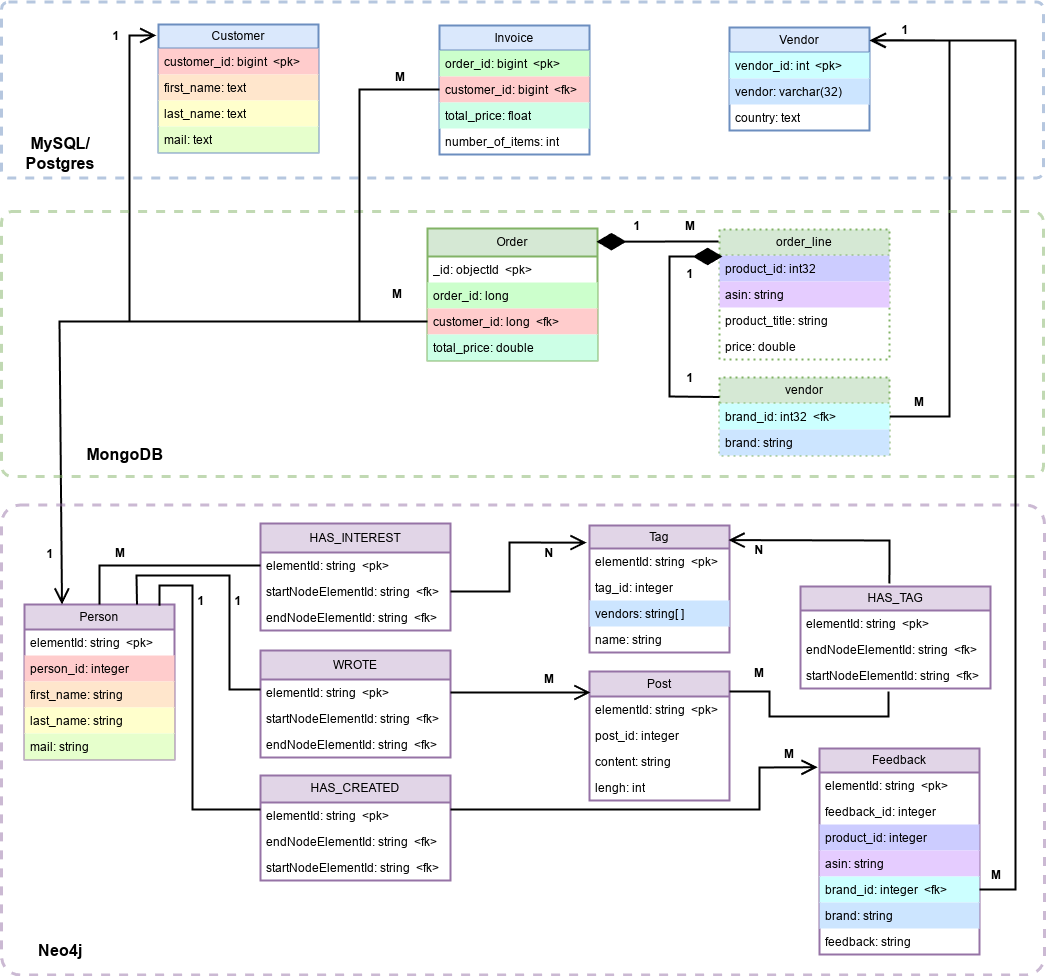 1
Customer
customer_id: bigint <pk>
first_name: text
last_name: text
mail: text
M
Invoice
order_id: bigint <pk>
customer_id: bigint <fk>
total_price: float
number_of_items: int
1
Vendor
vendor_id: int <pk>
vendor: varchar(32)
country: text
MySQL/
Postgres
M
Order
_id: objectId <pk>
order_id: long
customer_id: long <fk>
total_price: double
1
M
order_line
1
product_id: int32
asin: string
product_title: string
price: double
1
vendor
brand_id: int32 <fk>
brand: string
M
MongoDB
1
M
HAS_INTEREST
elementId: string <pk>
startNodeElementId: string <fk>
endNodeElementId: string <fk>
N
Tag
elementId: string <pk>
tag_id: integer
vendors: string[ ]
name: string
N
HAS_TAG
elementId: string <pk>
endNodeElementId: string <fk>
startNodeElementId: string <fk>
1
1
Person
elementId: string <pk>
person_id: integer
first_name: string
last_name: string
mail: string
WROTE
elementId: string <pk>
startNodeElementId: string <fk>
endNodeElementId: string <fk>
M
Post
elementId: string <pk>
post_id: integer
content: string
lengh: int
M
HAS_CREATED
elementId: string <pk>
endNodeElementId: string <fk>
startNodeElementId: string <fk>
M
Feedback
elementId: string <pk>
feedback_id: integer
product_id: integer
asin: string
brand_id: integer <fk>
brand: string
feedback: string
M
Neo4j